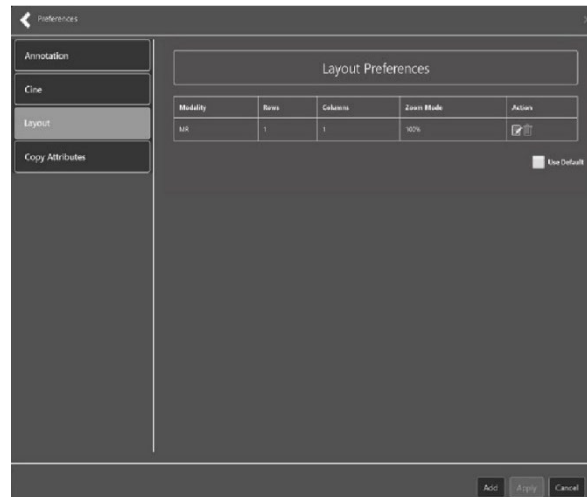 Preferences
Annotation
Cine
Layout
Copy Attributes
Layout Preferences
Modality Rows Columns Zoom Mode Action
MR 1 1 100%
Use Default
Add Apply Cancel